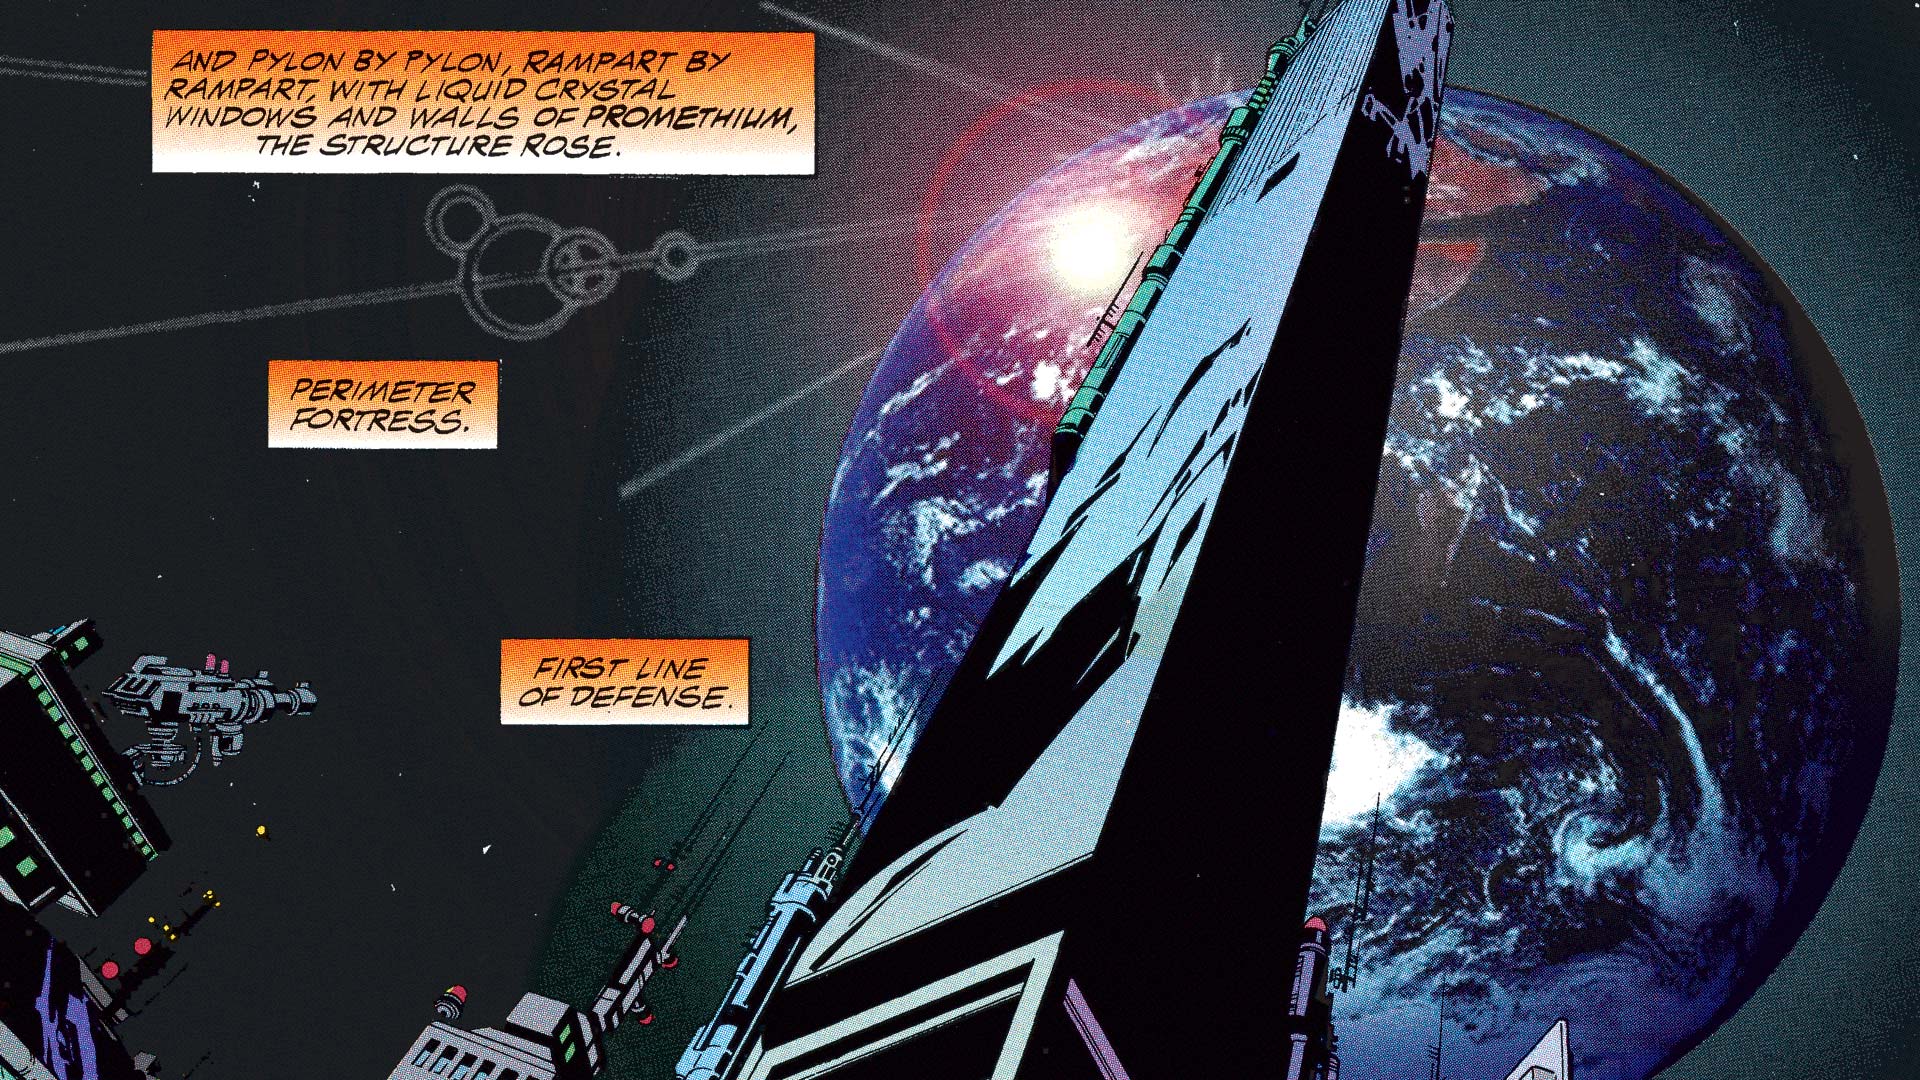 AND PYLON BY PYLON, RAMPART BY
RAMPART, WITH LIQUID CRYSTAL
WINDOWS AND WALLS OF PROMETHIUM,
THE STRUCTURE ROSE.
PERIMETER
FORTRESS.
FIRST LINE
OF DEFENSE.